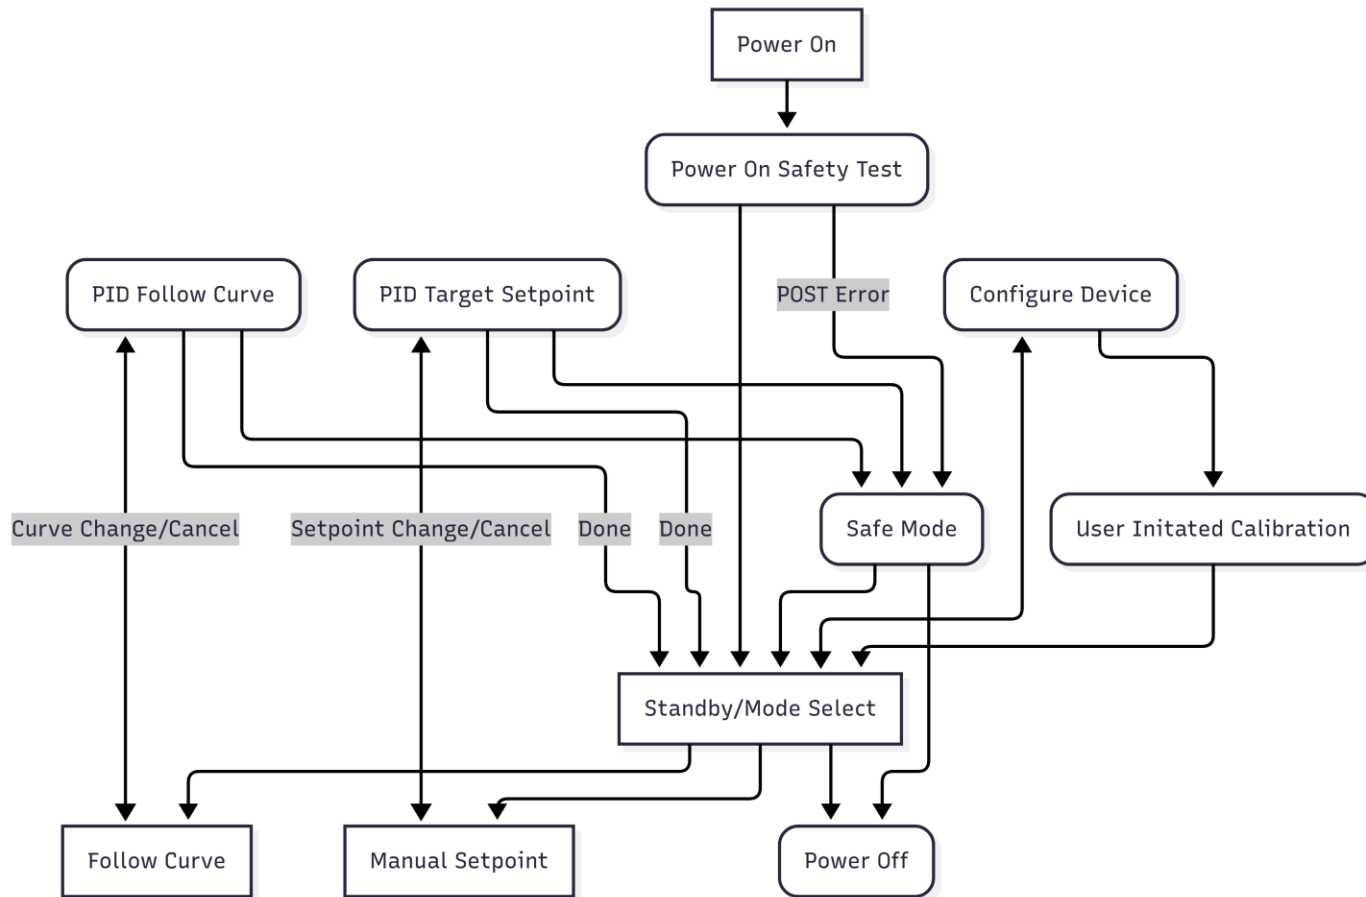 Power On
Power On Safety Test
PID Follow Curve
PID Target Setpoint
POST Error
Configure Device
Curve Change/Cancel
Setpoint Change/Cancel
Done
Done
Safe Mode
User Initated Calibration
Standby/Mode Select
Follow Curve
Manual Setpoint
Power Off